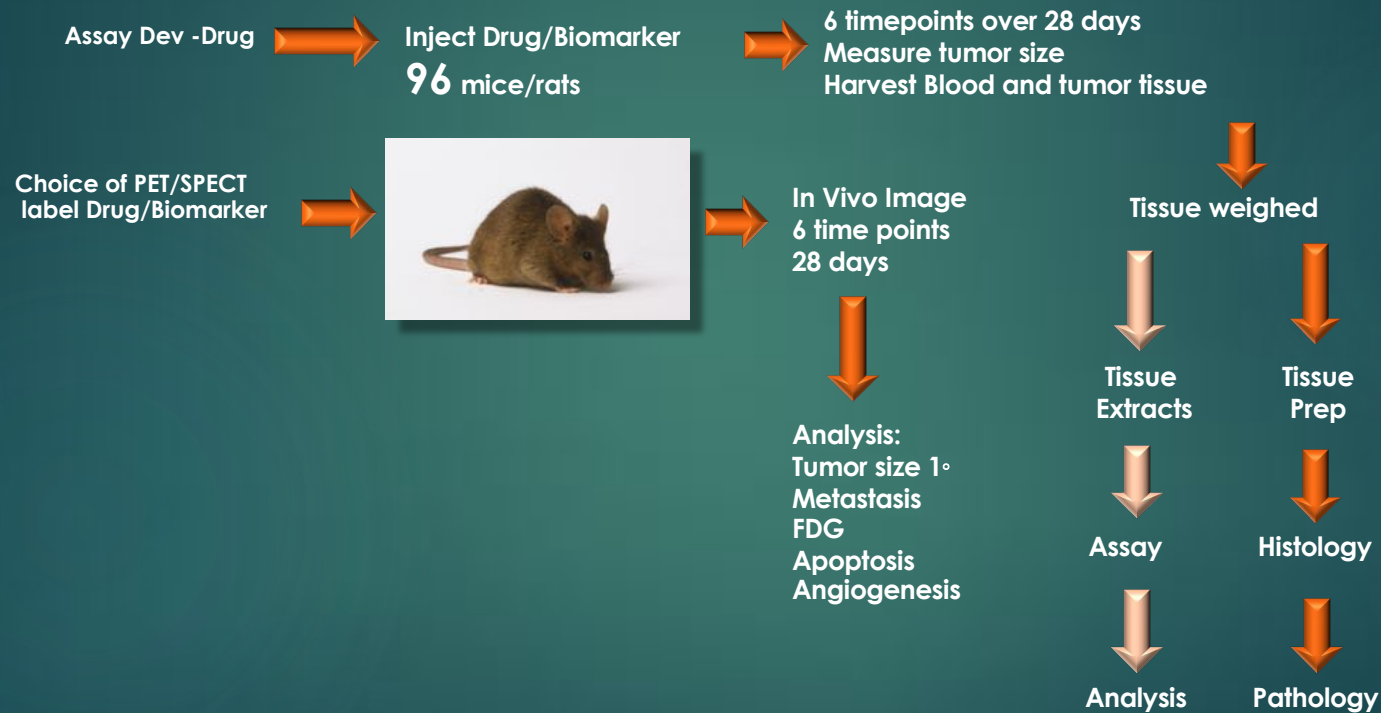 Assay Dev -Drug
Inject Drug/Biomarker
96 mice/rats
6 timepoints over 28 days
Measure tumor size
Harvest Blood and tumor tissue
Choice of PET/SPECT
label Drug/Biomarker
In Vivo Image
6 time points
28 days
Analysis:
Tumor size 1◦
Metastasis
FDG
Apoptosis
Angiogenesis
Tissue weighed
Tissue
Extracts
Assay
Analysis
Tissue
Prep
Histology
Pathology